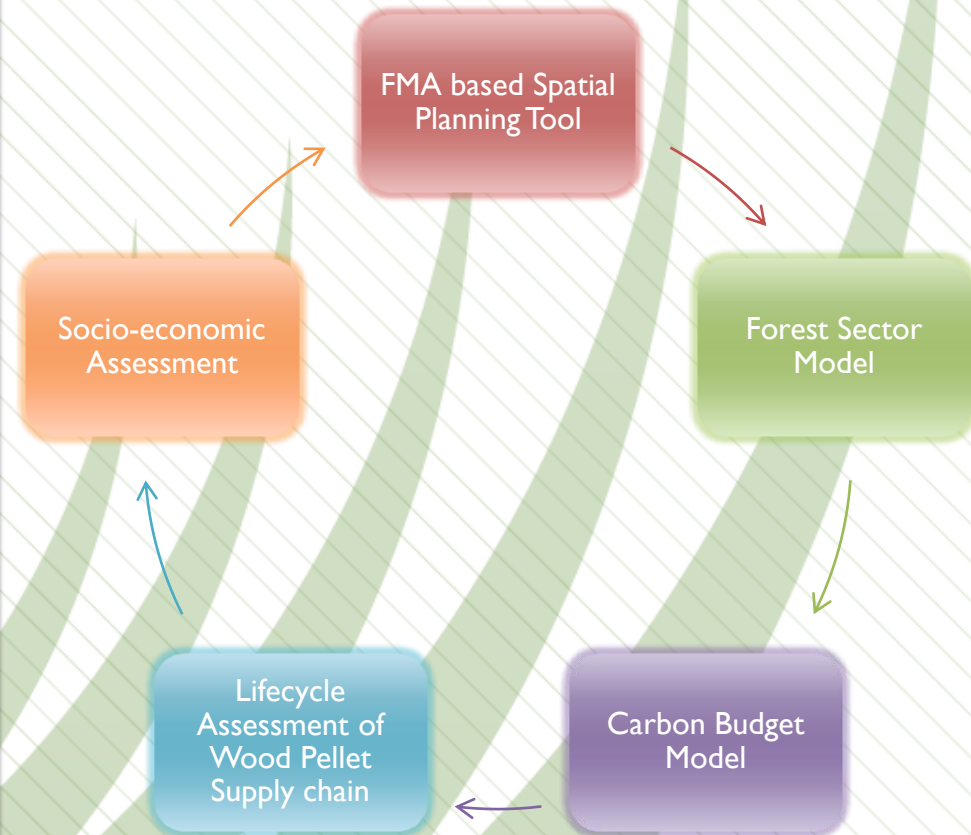 FMA based Spatial
Planning Tool
Forest Sector
Model
Carbon Budget
Model
Lifecycle
Assessment of
Wood Pellet
Supply chain
Socio-economic
Assessment